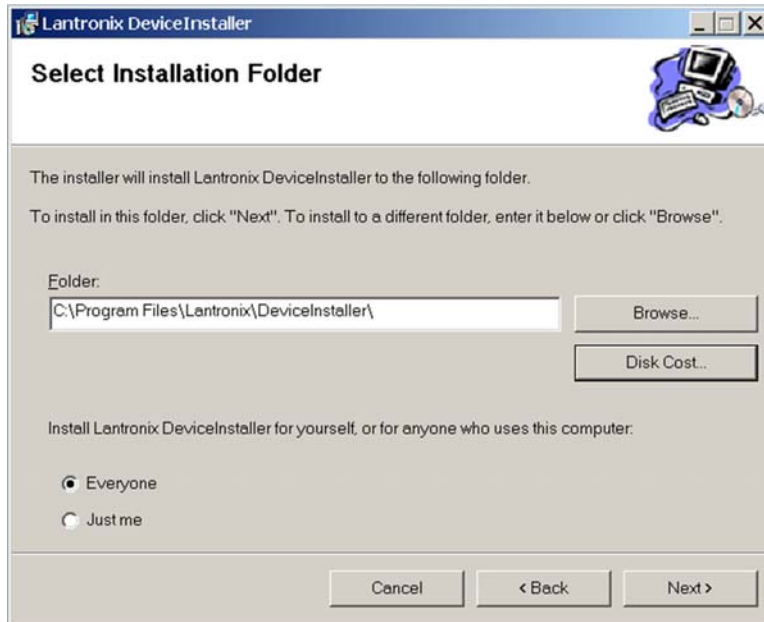 Lantronix DeviceInstaller
Select Installation Folder
The installer will install Lantronix DeviceInstaller to the following folder.
To install in this folder, click "Next". To install to a different folder, enter it below or click "Browse".
Folder:
C:\Program Files\Lantronix\DeviceInstaller\
Browse...
Disk Cost...
Install Lantronix DeviceInstaller for yourself, or for anyone who uses this computer:
Everyone
Just me
Cancel < Back Next >